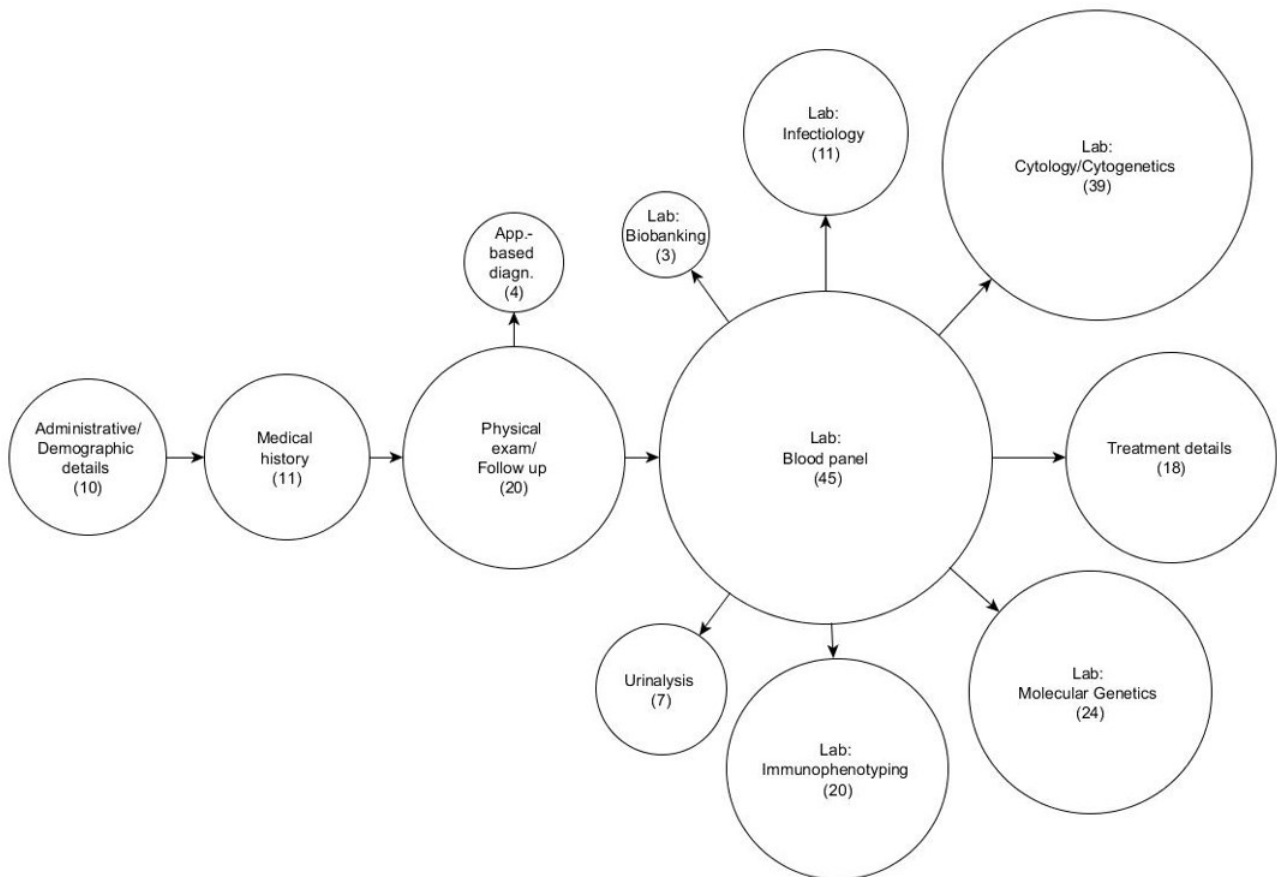 Administrative/
Demographic
details
(10)
Medical
history
(11)
Physical
exam/
Follow up
(20)
App.-
based
diagn.
(4)
Lab:
Blood panel
(45)
Lab:
Biobanking
(3)
Lab:
Infectiology
(11)
Lab:
Cytology/Cytogenetics
(39)
Treatment details
(18)
Lab:
Molecular Genetics
(24)
Lab:
Immunophenotyping
(20)
Urinalysis
(7)